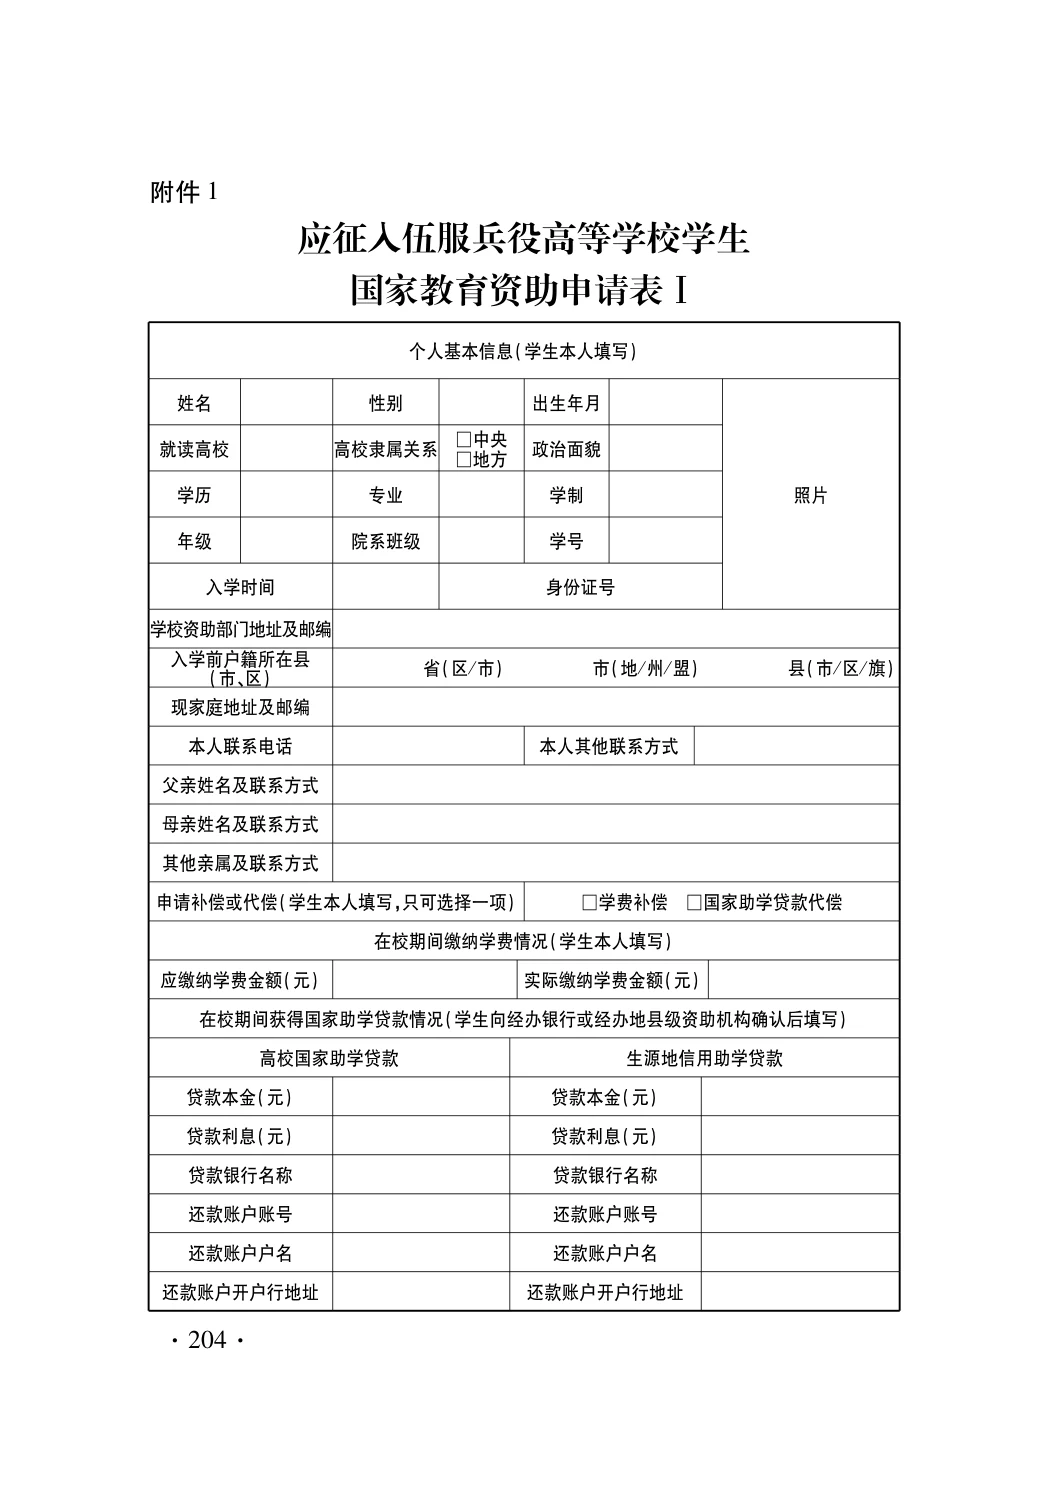 附件 1
应征入伍服兵役高等学校学生
国家教育资助申请表 Ⅰ
个人基本信息(学生本人填写)
姓名 性别 出生年月
就读高校 高校隶属关系 □中央 □地方 政治面貌
学历 专业 学制 照片
年级 院系班级 学号
入学时间 身份证号
学校资助部门地址及邮编
入学前户籍所在县
(市、区)
省(区/市) 市(地/州/盟) 县(市/区/旗)
现家庭地址及邮编
本人联系电话 本人其他联系方式
父亲姓名及联系方式
母亲姓名及联系方式
其他亲属及联系方式
申请补偿或代偿(学生本人填写,只可选择一项) □学费补偿 □国家助学贷款代偿
在校期间缴纳学费情况(学生本人填写)
应缴纳学费金额(元) 实际缴纳学费金额(元)
在校期间获得国家助学贷款情况(学生向经办银行或经办地县级资助机构确认后填写)
高校国家助学贷款 生源地信用助学贷款
贷款本金(元) 贷款本金(元)
贷款利息(元) 贷款利息(元)
贷款银行名称 贷款银行名称
还款账户账号 还款账户账号
还款账户户名 还款账户户名
还款账户开户行地址 还款账户开户行地址
· 204 ·